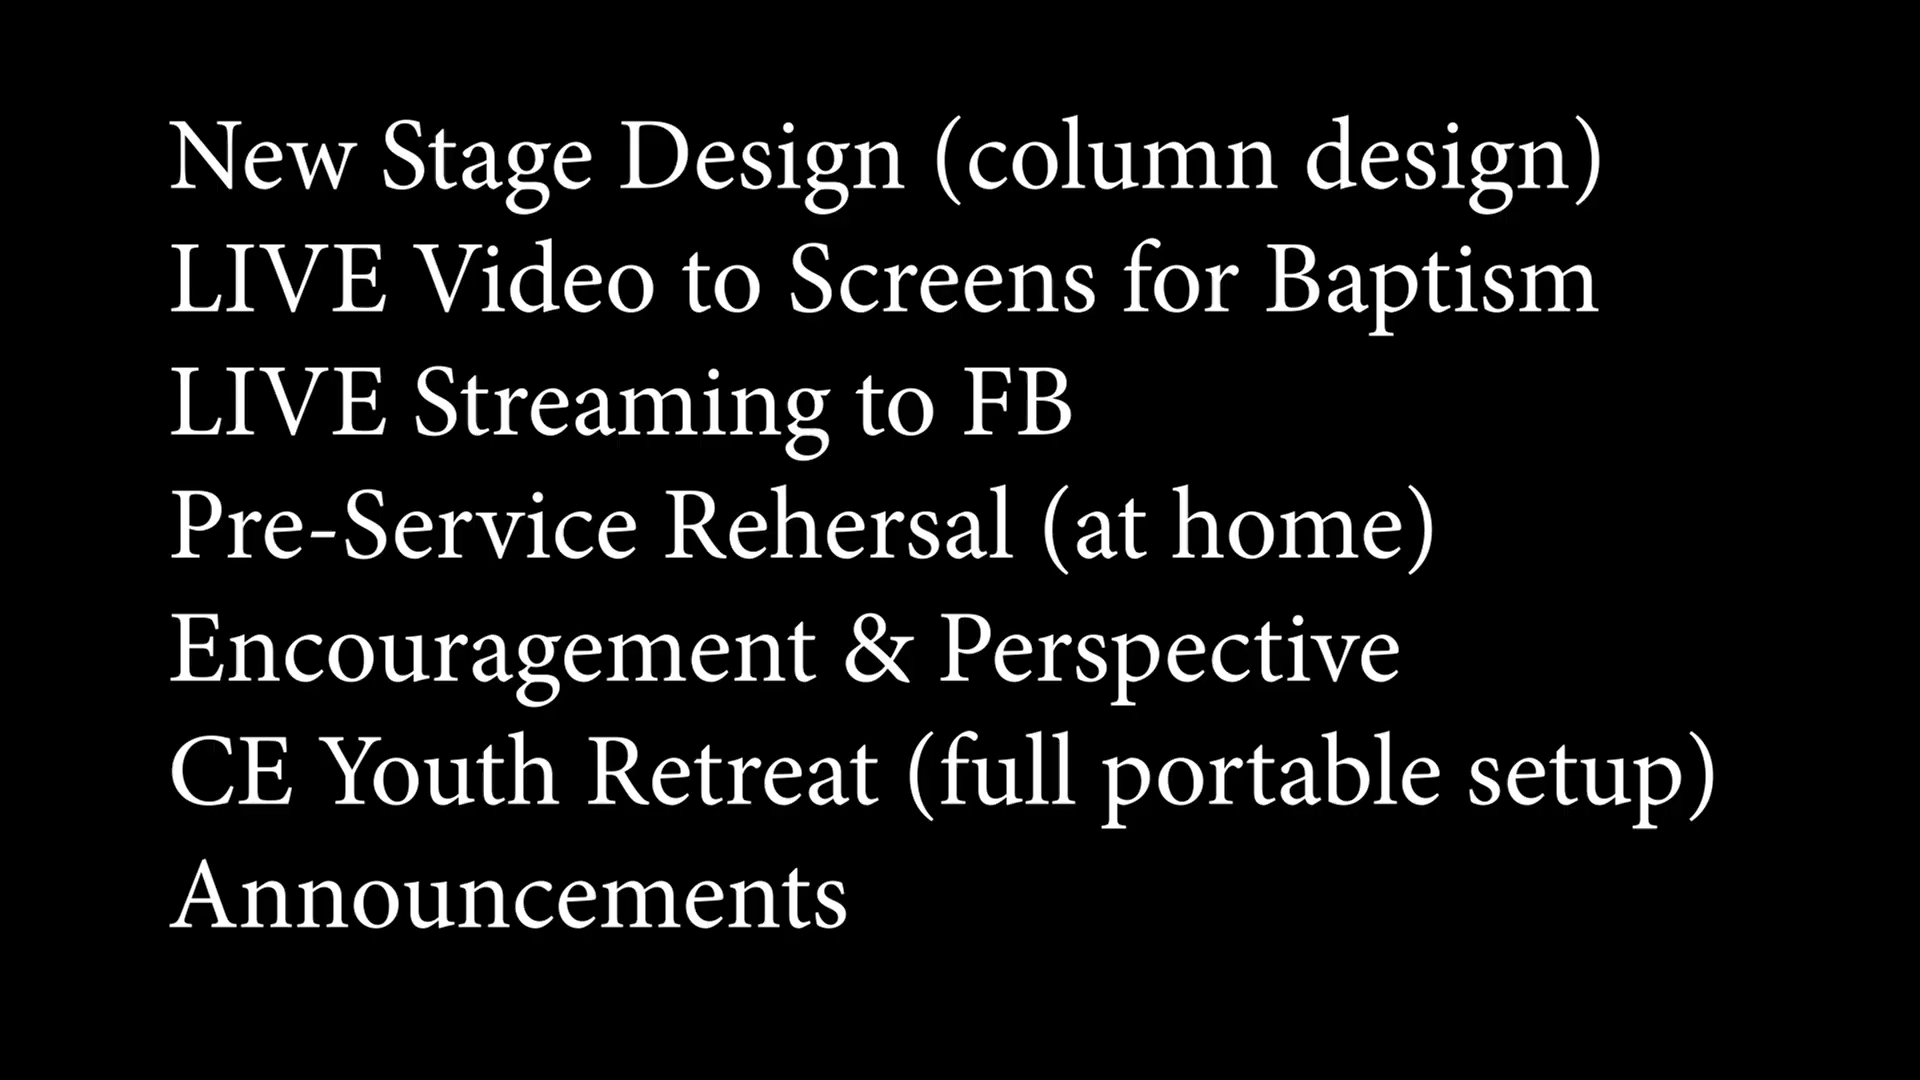 New Stage Design (column design)
LIVE Video to Screens for Baptism
LIVE Streaming to FB
Pre-Service Rehersal (at home)
Encouragement & Perspective
CE Youth Retreat (full portable setup)
Announcements